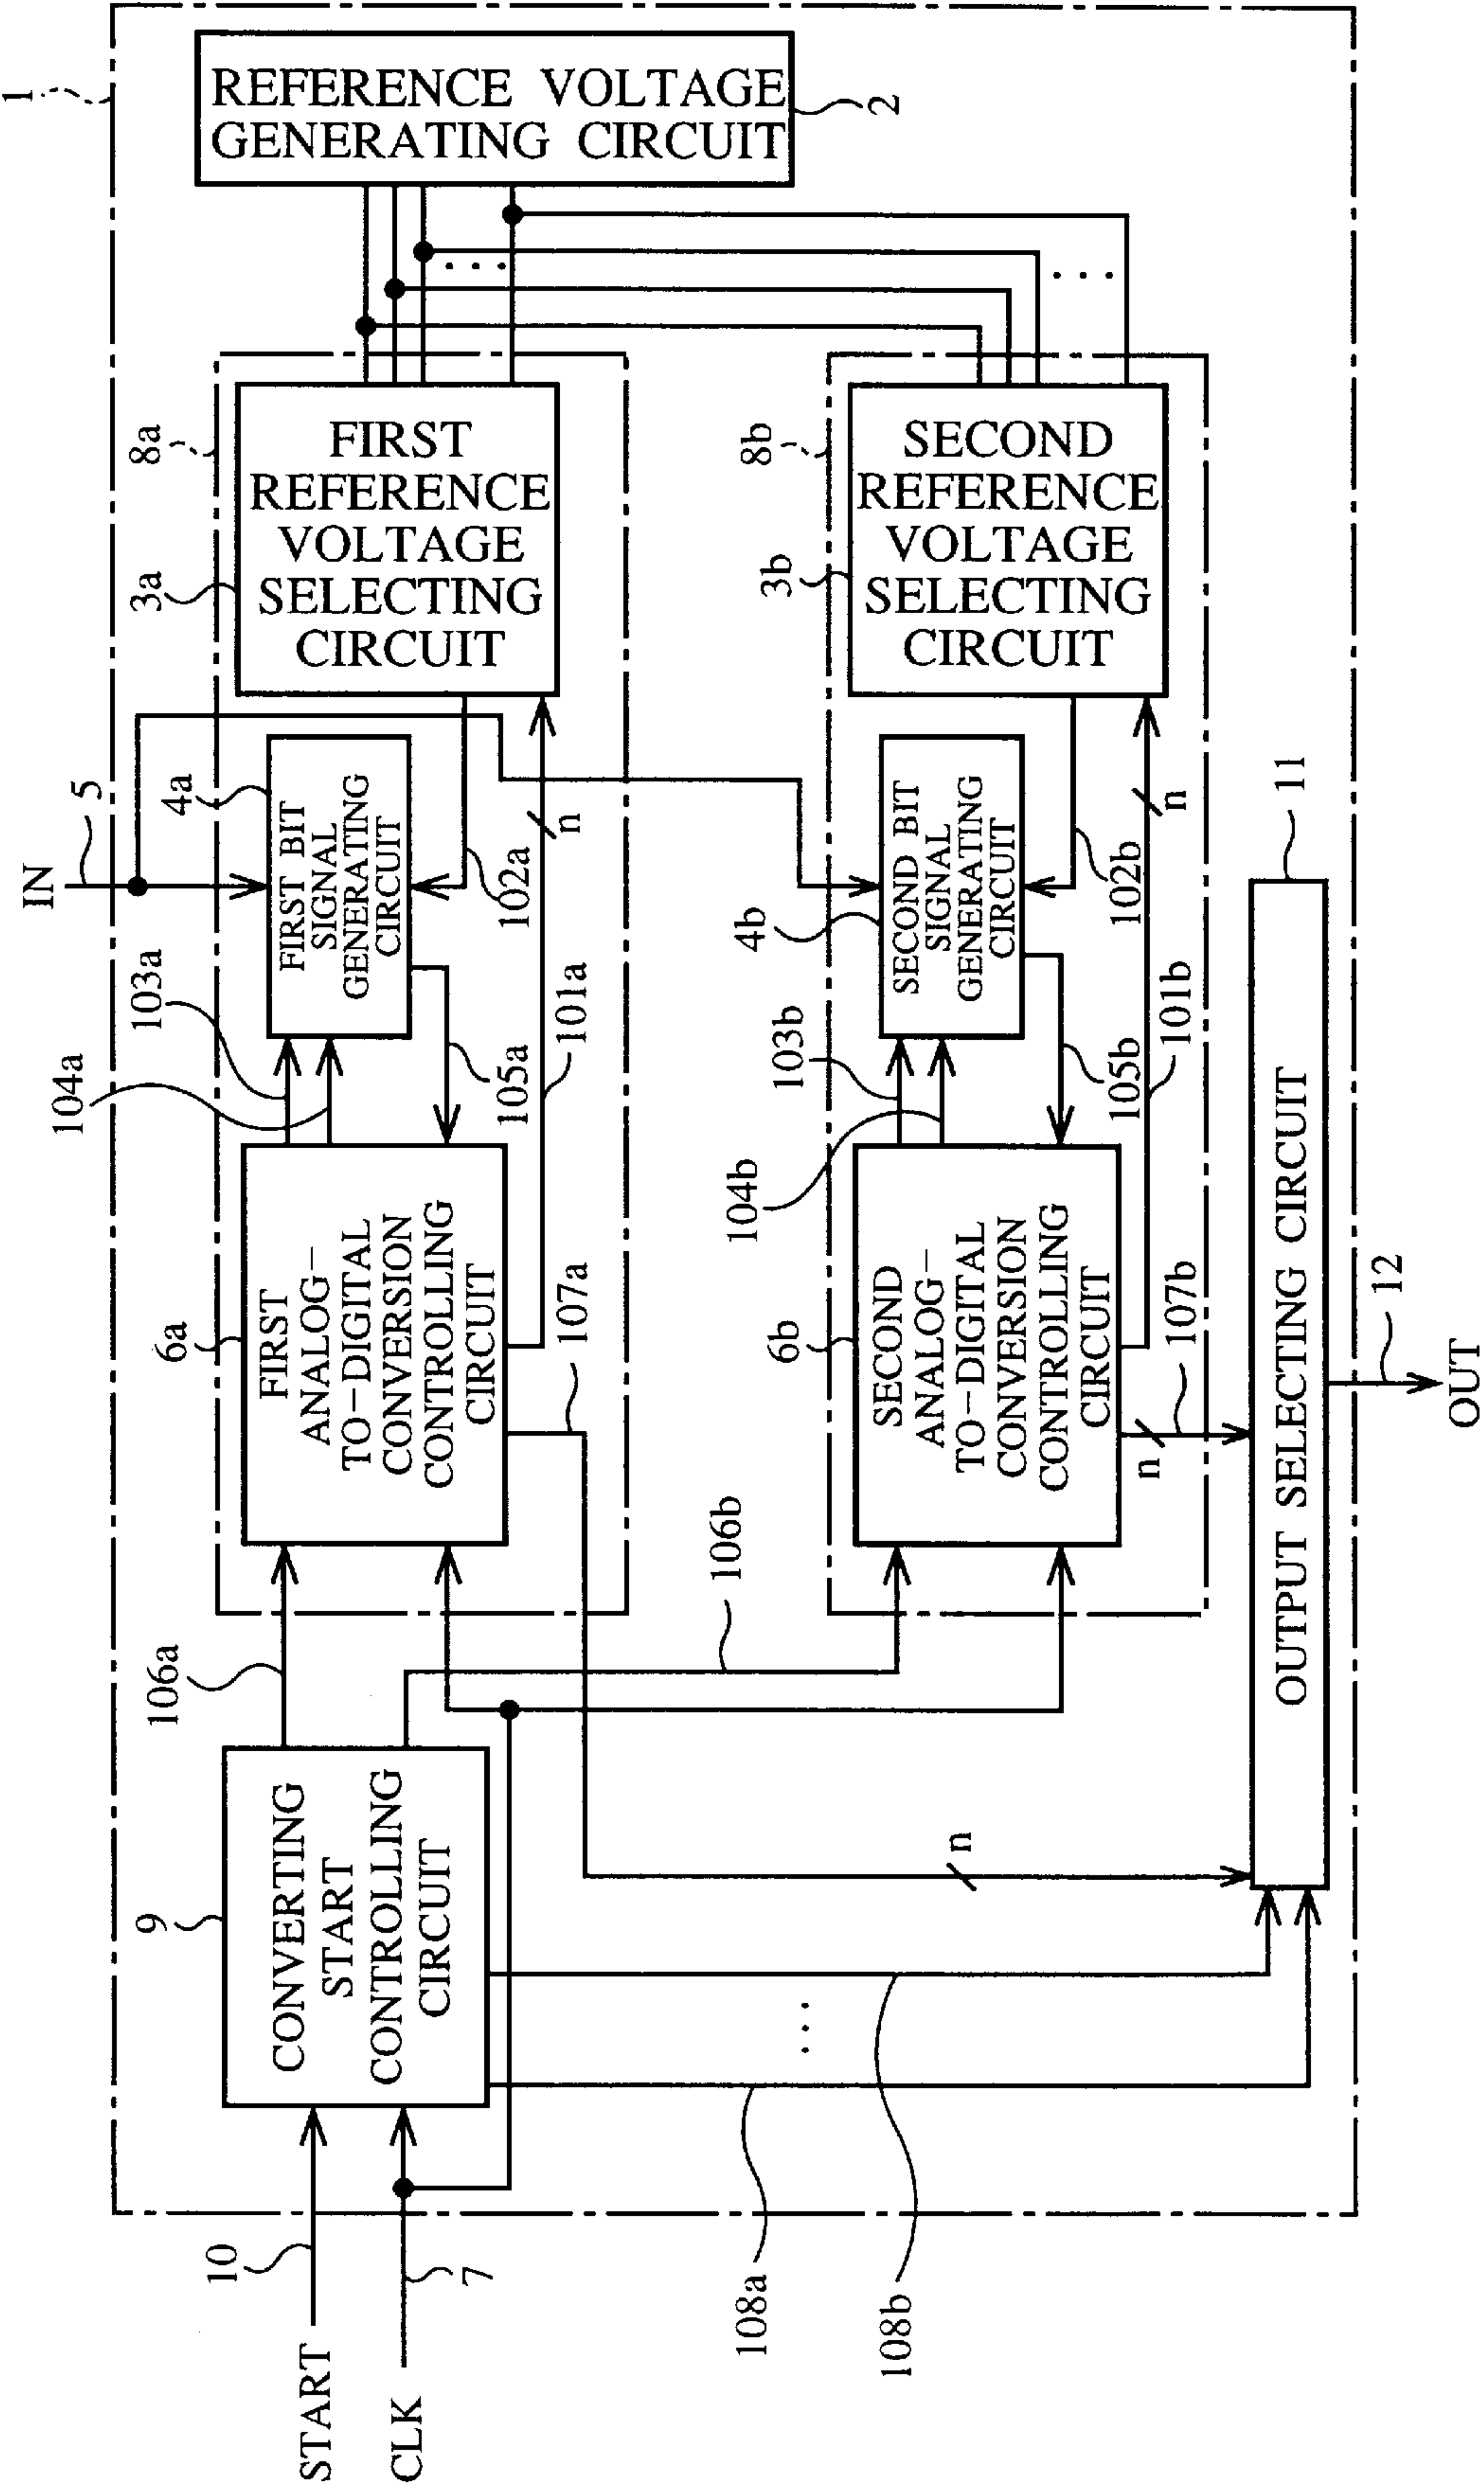 1
REFERENCE VOLTAGE
GENERATING CIRCUIT
2
8a
FIRST
REFERENCE
VOLTAGE
SELECTING
CIRCUIT
3a
8b
SECOND
REFERENCE
VOLTAGE
SELECTING
CIRCUIT
3b
IN
5
4a
FIRST BIT
SIGNAL
GENERATING
CIRCUIT
102a
n
103a
104a
105a
101a
4b
SECOND BIT
SIGNAL
GENERATING
CIRCUIT
102b
n
103b
104b
105b
101b
11
6a
FIRST
ANALOG-
TO-DIGITAL
CONVERSION
CONTROLLING
CIRCUIT
107a
6b
SECOND
ANALOG-
TO-DIGITAL
CONVERSION
CONTROLLING
CIRCUIT
107b
n
OUTPUT SELECTING CIRCUIT
12
OUT
106a
106b
9
CONVERTING
START
CONTROLLING
CIRCUIT
n
...
10
START
7
CLK
108a
108b